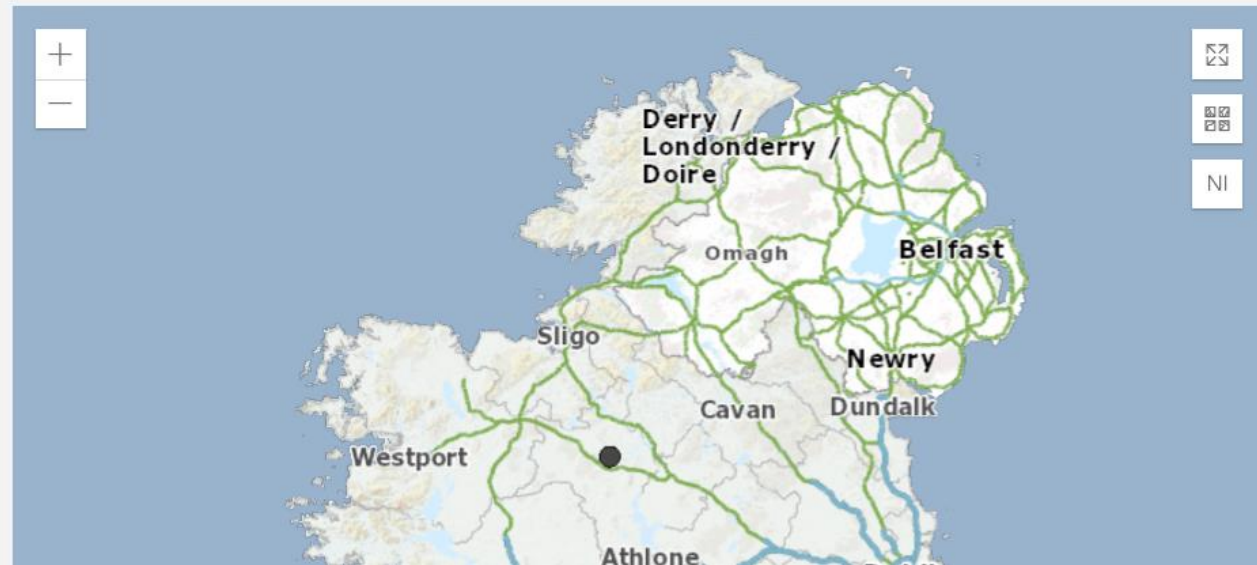 +
−
NI
Derry /
Londonderry /
Doire
Omagh
Belfast
Sligo
Newry
Cavan
Dundalk
Westport
Athlone